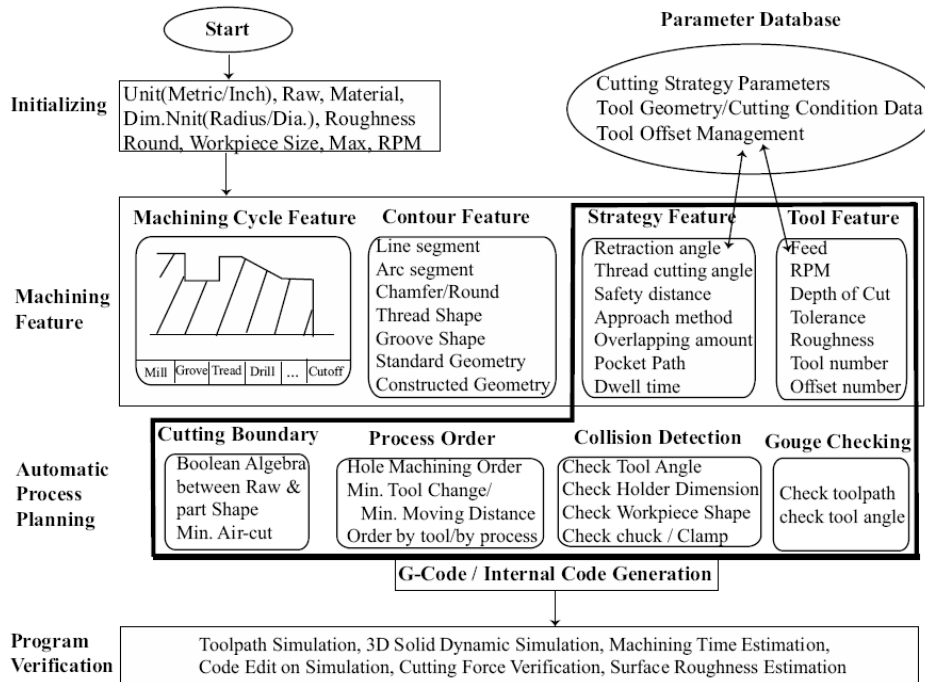 Start
Parameter Database
Cutting Strategy Parameters
Tool Geometry/Cutting Condition Data
Tool Offset Management
Initializing
Unit(Metric/Inch), Raw, Material,
Dim.Nnit(Radius/Dia.), Roughness
Round, Workpiece Size, Max, RPM
Machining
Feature
Machining Cycle Feature
Mill
Grove
Tread
Drill
...
Cutoff
Contour Feature
Line segment
Arc segment
Chamfer/Round
Thread Shape
Groove Shape
Standard Geometry
Constructed Geometry
Strategy Feature
Retraction angle
Thread cutting angle
Safety distance
Approach method
Overlapping amount
Pocket Path
Dwell time
Tool Feature
Feed
RPM
Depth of Cut
Tolerance
Roughness
Tool number
Offset number
Automatic
Process
Planning
Cutting Boundary
Boolean Algebra
between Raw &
part Shape
Min. Air-cut
Process Order
Hole Machining Order
Min. Tool Change/
Min. Moving Distance
Order by tool/by process
Collision Detection
Check Tool Angle
Check Holder Dimension
Check Workpiece Shape
Check chuck / Clamp
Gouge Checking
Check toolpath
check tool angle
G-Code / Internal Code Generation
Program
Verification
Toolpath Simulation, 3D Solid Dynamic Simulation, Machining Time Estimation,
Code Edit on Simulation, Cutting Force Verification, Surface Roughness Estimation